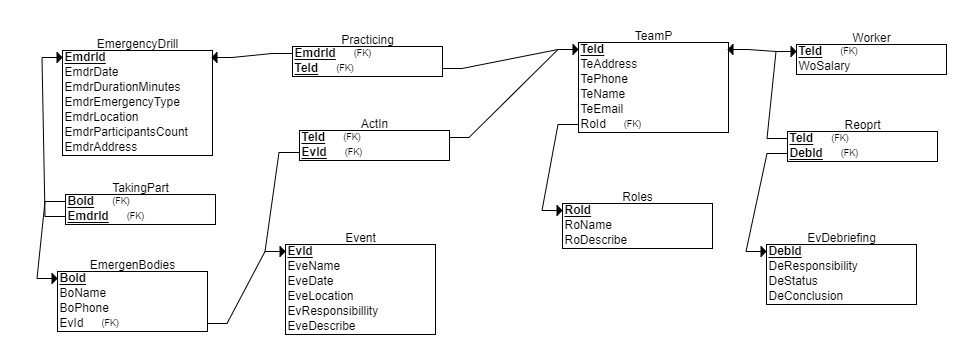 EmergencyDrill
EmdrId
EmdrDate
EmdrDurationMinutes
EmdrEmergencyType
EmdrLocation
EmdrParticipantsCount
EmdrAddress
Practicing
EmdrId (FK)
TeId (FK)
TeamP
TeId
TeAddress
TePhone
TeName
TeEmail
RoId (FK)
Worker
TeId (FK)
WoSalary
ActIn
TeId (FK)
EvId (FK)
Reoprt
TeId (FK)
DebId (FK)
TakingPart
BoId (FK)
EmdrId (FK)
Roles
RoId
RoName
RoDescribe
EmergenBodies
BoId
BoName
BoPhone
EvId (FK)
Event
EvId
EveName
EveDate
EveLocation
EvResponsibillity
EveDescribe
EvDebriefing
DebId
DeResponsibility
DeStatus
DeConclusion